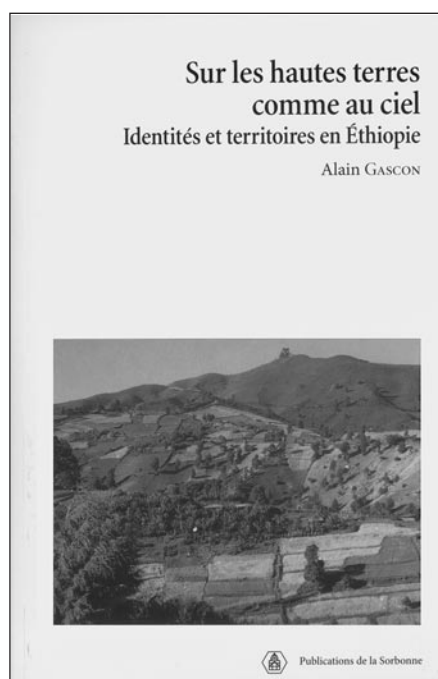 Sur les hautes terres
comme au ciel
Identités et territoires en Éthiopie
Alain GASCON
Publications de la Sorbonne